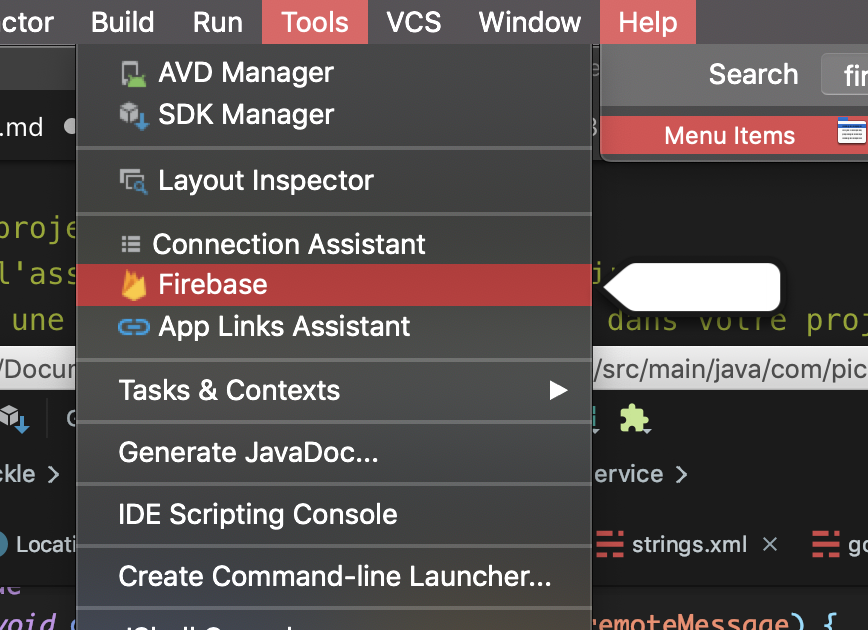 ctor Build Run Tools VCS Window Help
AVD Manager
SDK Manager
Search fir
.md
Menu Items
Layout Inspector
proje
Connection Assistant
l'ass
Firebase
une
dans votre proj
App Links Assistant
/Docum
/src/main/java/com/pic
Tasks & Contexts
Generate JavaDoc...
ckle
ervice
IDE Scripting Console
Locati
strings.xml
go
Create Command-line Launcher...
void
remoteMessage) {